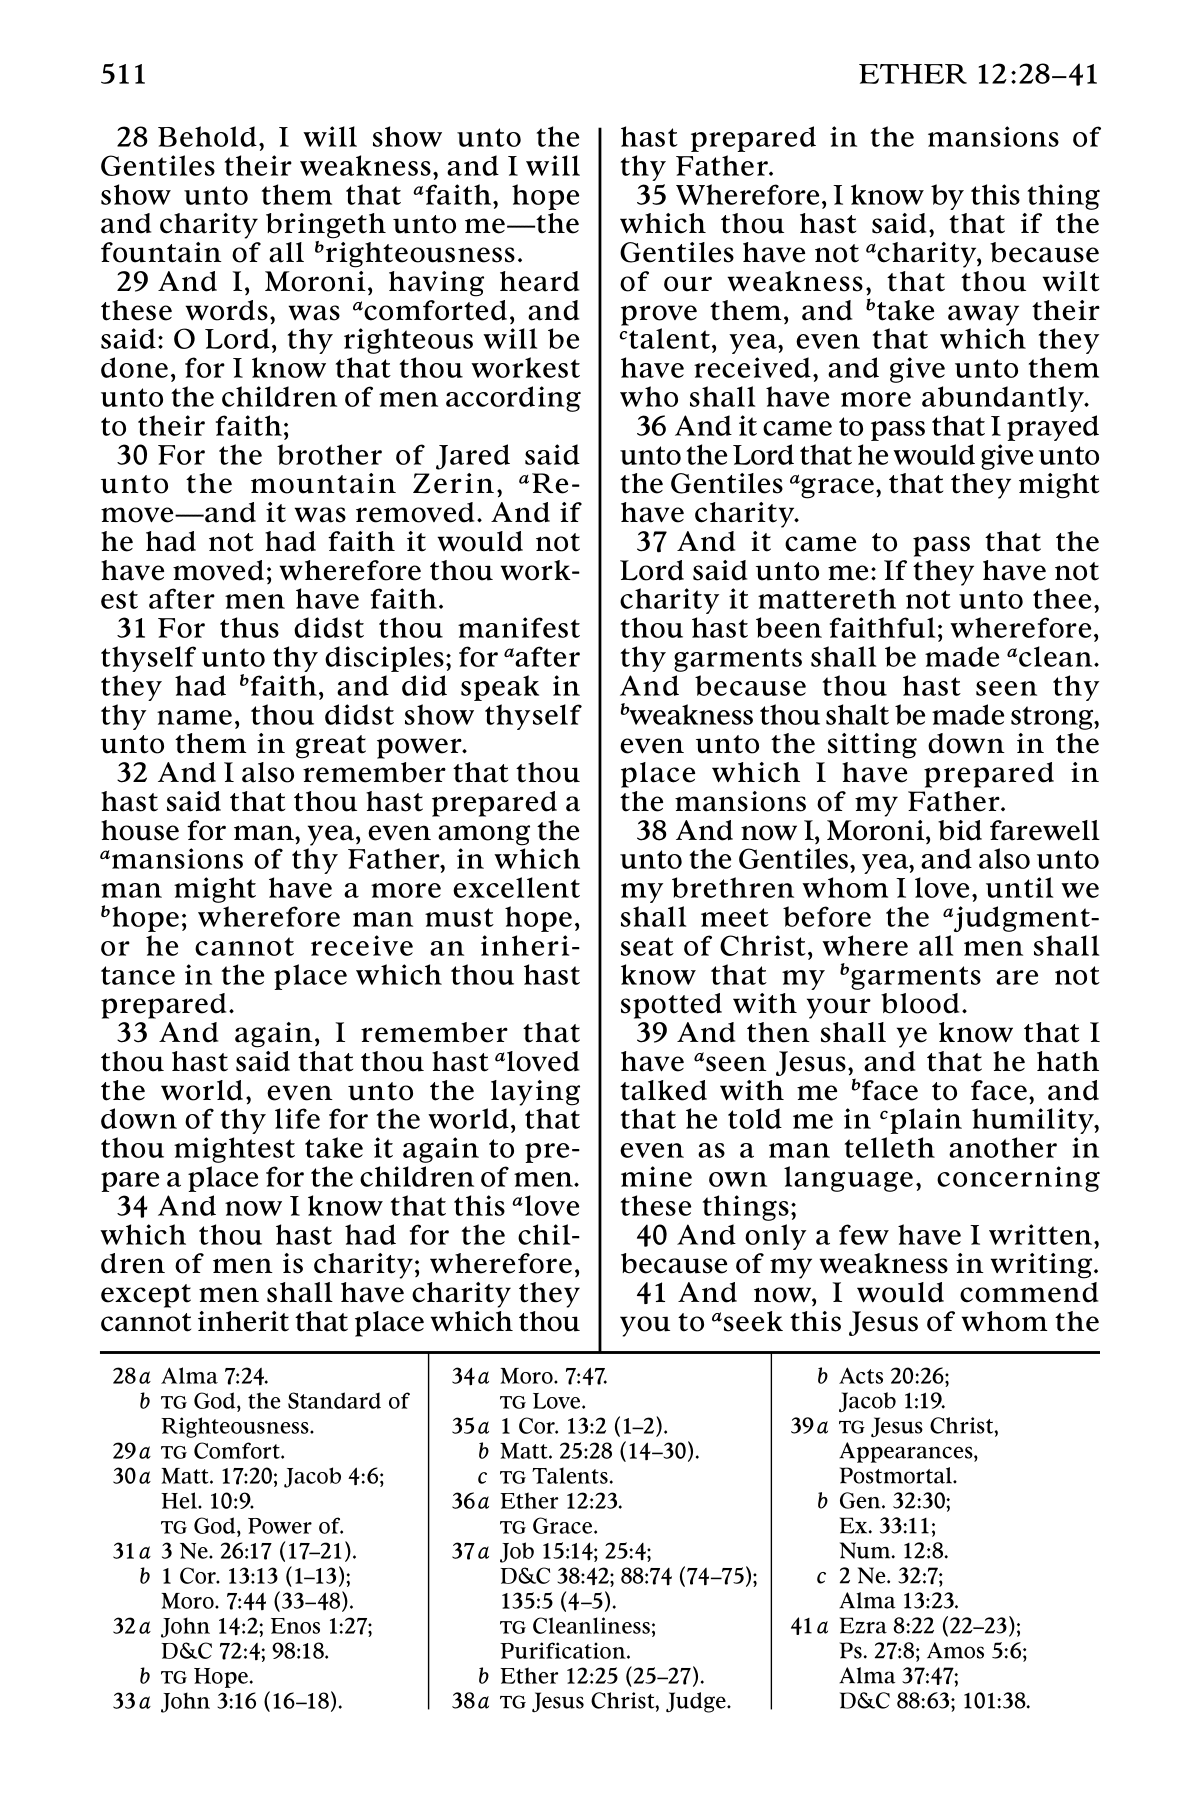 511
ETHER 12:28–41
28 Behold, I will show unto the
Gentiles their weakness, and I will
show unto them that afaith, hope
and charity bringeth unto me—the
fountain of all brighteousness.
29 And I, Moroni, having heard
these words, was acomforted, and
said: O Lord, thy righteous will be
done, for I know that thou workest
unto the children of men according
to their faith;
30 For the brother of Jared said
unto the mountain Zerin, aRe-
move—and it was removed. And if
he had not had faith it would not
have moved; wherefore thou work-
est after men have faith.
31 For thus didst thou manifest
thyself unto thy disciples; for aafter
they had bfaith, and did speak in
thy name, thou didst show thyself
unto them in great power.
32 And I also remember that thou
hast said that thou hast prepared a
house for man, yea, even among the
amansions of thy Father, in which
man might have a more excellent
bhope; wherefore man must hope,
or he cannot receive an inheri-
tance in the place which thou hast
prepared.
33 And again, I remember that
thou hast said that thou hast aloved
the world, even unto the laying
down of thy life for the world, that
thou mightest take it again to pre-
pare a place for the children of men.
34 And now I know that this alove
which thou hast had for the chil-
dren of men is charity; wherefore,
except men shall have charity they
cannot inherit that place which thou
hast prepared in the mansions of
thy Father.
35 Wherefore, I know by this thing
which thou hast said, that if the
Gentiles have not acharity, because
of our weakness, that thou wilt
prove them, and btake away their
ctalent, yea, even that which they
have received, and give unto them
who shall have more abundantly.
36 And it came to pass that I prayed
unto the Lord that he would give unto
the Gentiles agrace, that they might
have charity.
37 And it came to pass that the
Lord said unto me: If they have not
charity it mattereth not unto thee,
thou hast been faithful; wherefore,
thy garments shall be made aclean.
And because thou hast seen thy
bweakness thou shalt be made strong,
even unto the sitting down in the
place which I have prepared in
the mansions of my Father.
38 And now I, Moroni, bid farewell
unto the Gentiles, yea, and also unto
my brethren whom I love, until we
shall meet before the ajudgment-
seat of Christ, where all men shall
know that my bgarments are not
spotted with your blood.
39 And then shall ye know that I
have aseen Jesus, and that he hath
talked with me bface to face, and
that he told me in cplain humility,
even as a man telleth another in
mine own language, concerning
these things;
40 And only a few have I written,
because of my weakness in writing.
41 And now, I would commend
you to aseek this Jesus of whom the
28a Alma 7:24.
b TG God, the Standard of
Righteousness.
29a TG Comfort.
30a Matt. 17:20; Jacob 4:6;
Hel. 10:9.
TG God, Power of.
31a 3 Ne. 26:17 (17–21).
b 1 Cor. 13:13 (1–13);
Moro. 7:44 (33–48).
32a John 14:2; Enos 1:27;
D&C 72:4; 98:18.
b TG Hope.
33a John 3:16 (16–18).
34a Moro. 7:47.
TG Love.
35a 1 Cor. 13:2 (1–2).
b Matt. 25:28 (14–30).
c TG Talents.
36a Ether 12:23.
TG Grace.
37a Job 15:14; 25:4;
D&C 38:42; 88:74 (74–75);
135:5 (4–5).
TG Cleanliness;
Purification.
b Ether 12:25 (25–27).
38a TG Jesus Christ, Judge.
b Acts 20:26;
Jacob 1:19.
39a TG Jesus Christ,
Appearances,
Postmortal.
b Gen. 32:30;
Ex. 33:11;
Num. 12:8.
c 2 Ne. 32:7;
Alma 13:23.
41a Ezra 8:22 (22–23);
Ps. 27:8; Amos 5:6;
Alma 37:47;
D&C 88:63; 101:38.